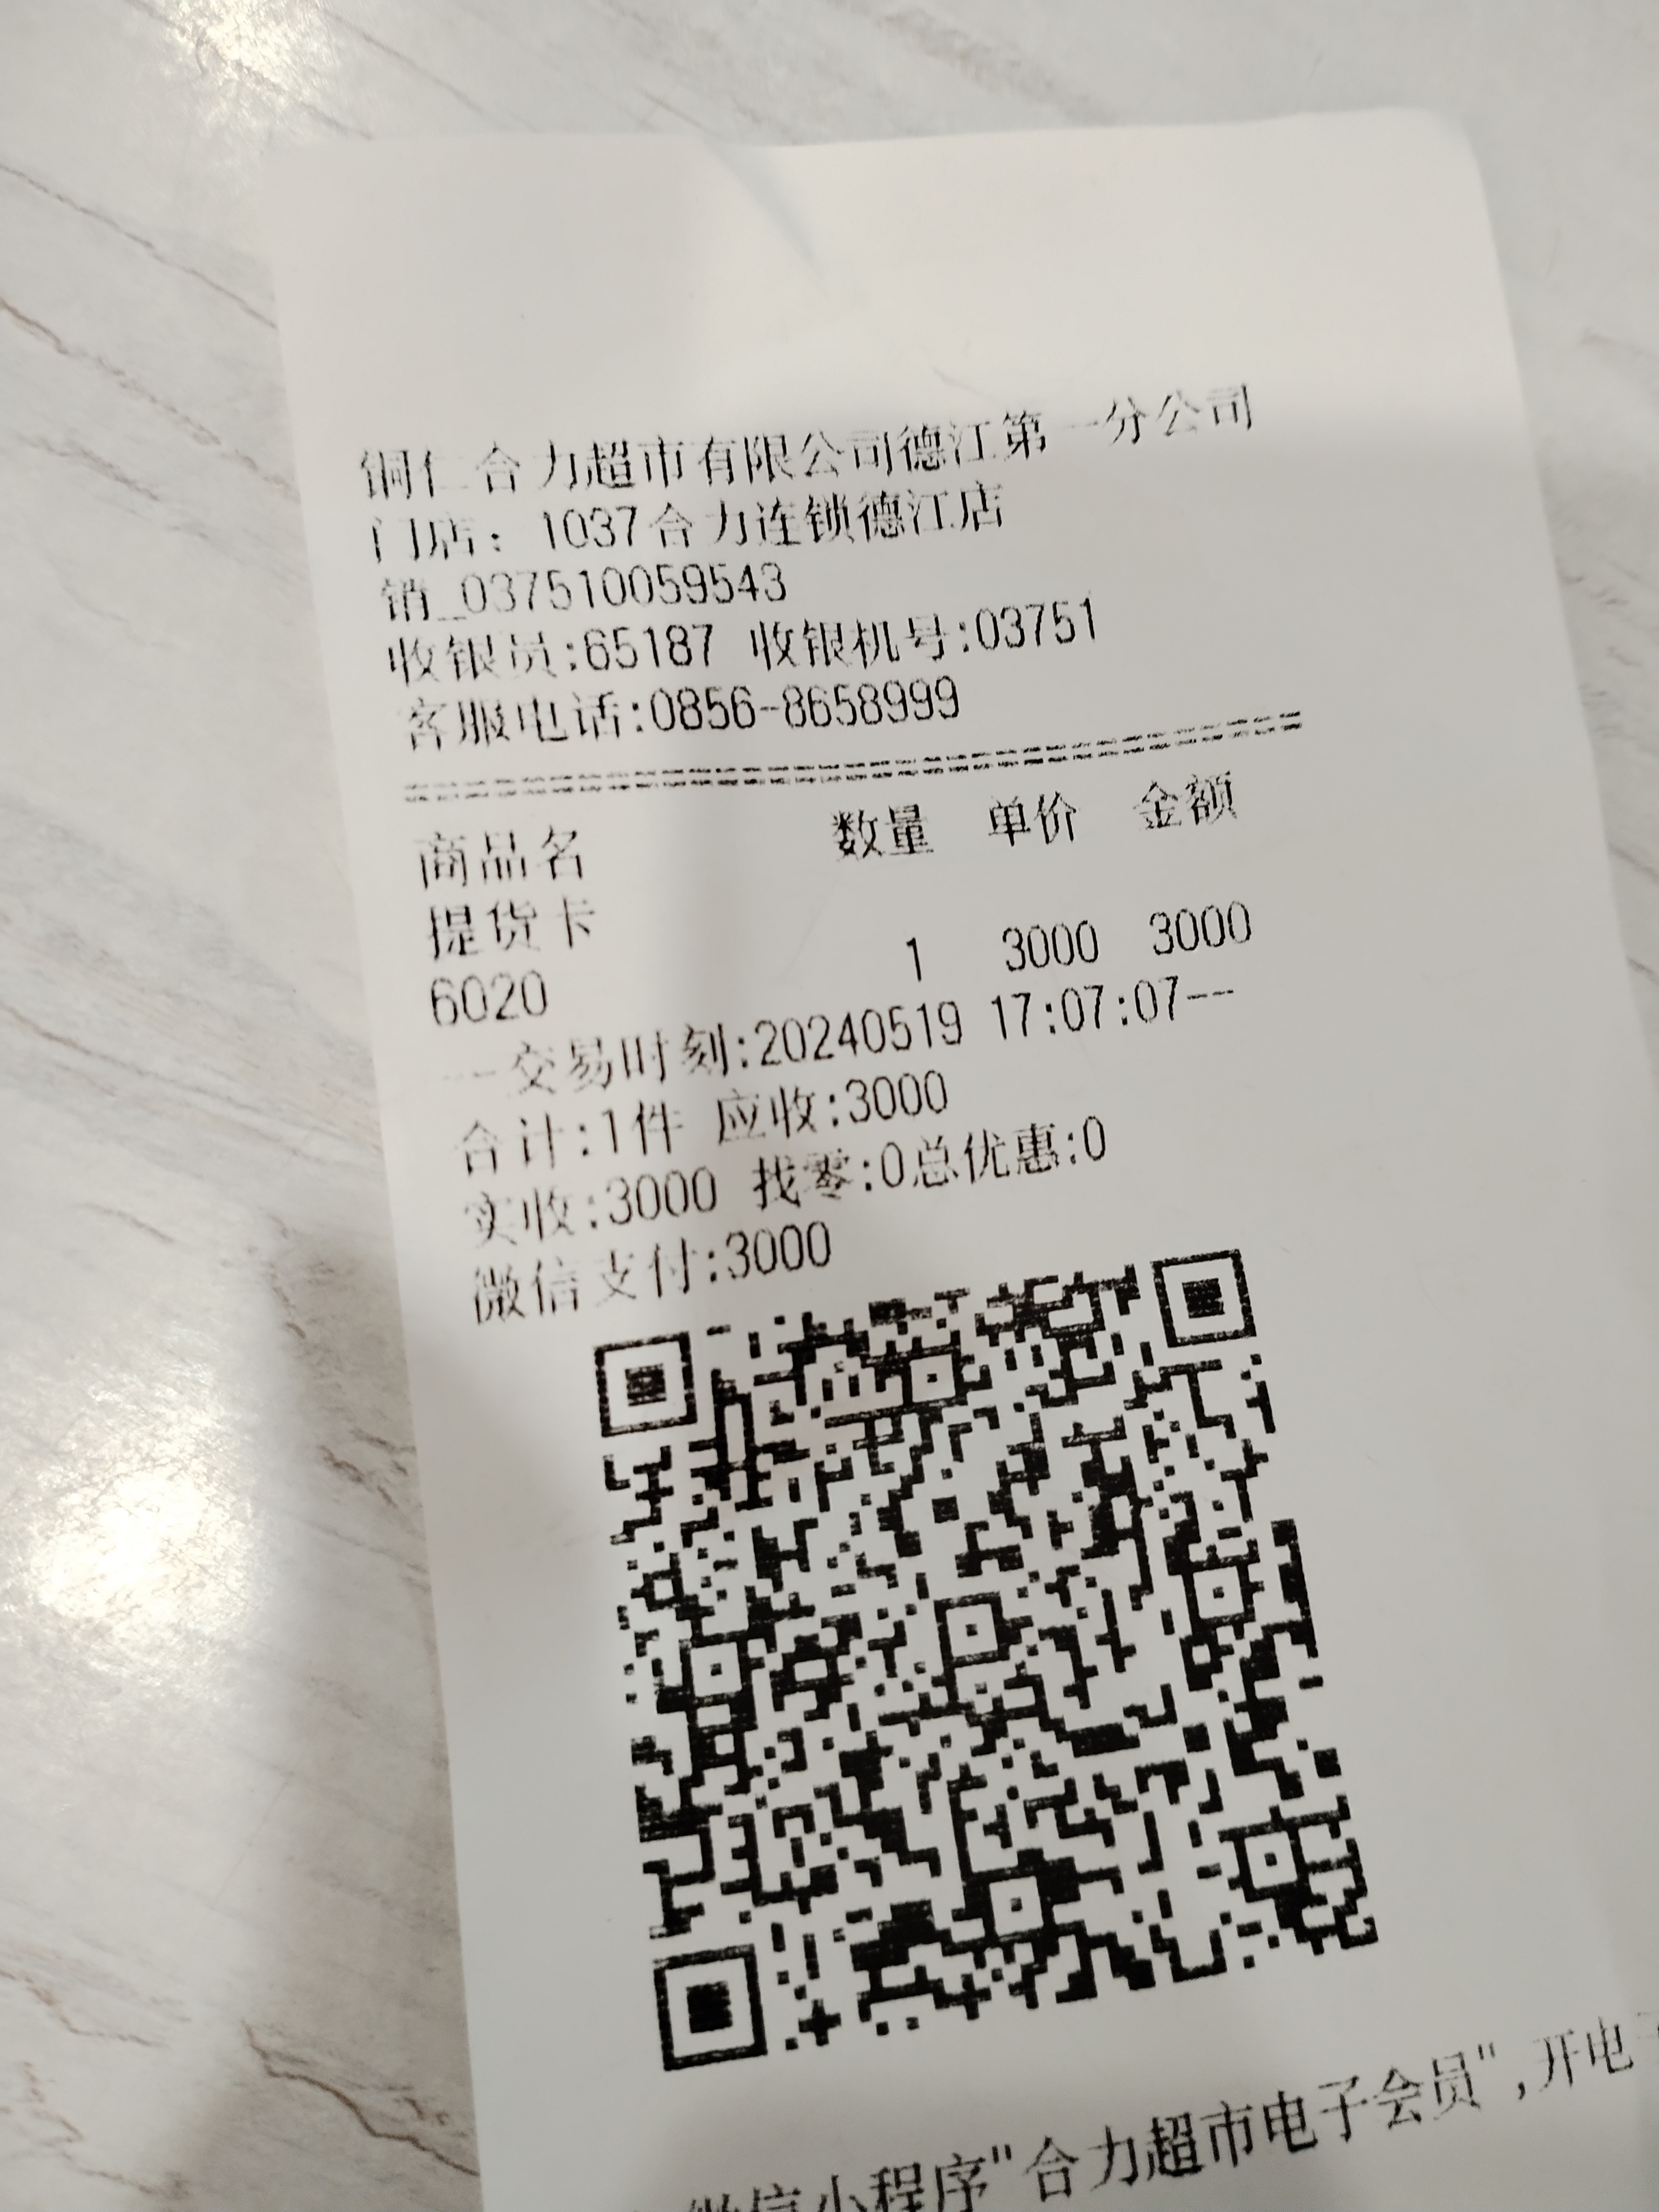 铜仁合力超市有限公司德江第一分公司
门店：1037合力连锁德江店
销_037510059543
收银员:65187 收银机号:03751
客服电话:0856-8658999
================================
商品名 数量 单价 金额
提货卡
6020 1 3000 3000
--交易时刻:20240519 17:07:07--
合计:1件 应收:3000
实收:3000 找零:0总优惠:0
微信支付:3000
微信小程序"合力超市电子会员",开电